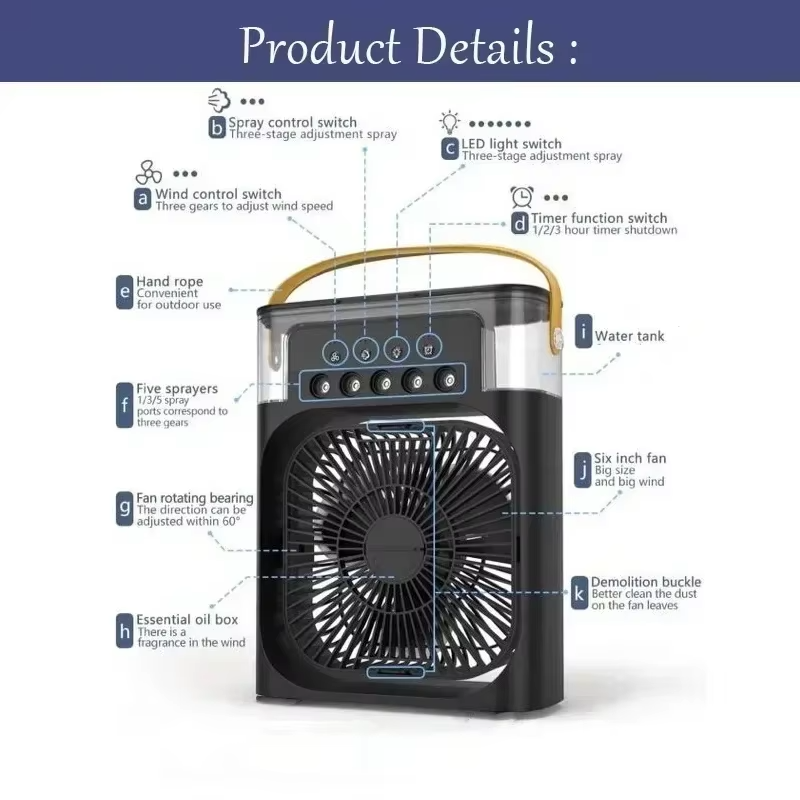 Product Details :
b Spray control switch
Three-stage adjustment spray
c LED light switch
Three-stage adjustment spray
a Wind control switch
Three gears to adjust wind speed
d Timer function switch
1/2/3 hour timer shutdown
e Hand rope
Convenient
for outdoor use
i Water tank
f Five sprayers
1/3/5 spray
ports correspond to
three gears
j Six inch fan
Big size
and big wind
g Fan rotating bearing
The direction can be
adjusted within 60°
k Demolition buckle
Better clean the dust
on the fan leaves
h Essential oil box
There is a
fragrance in the wind